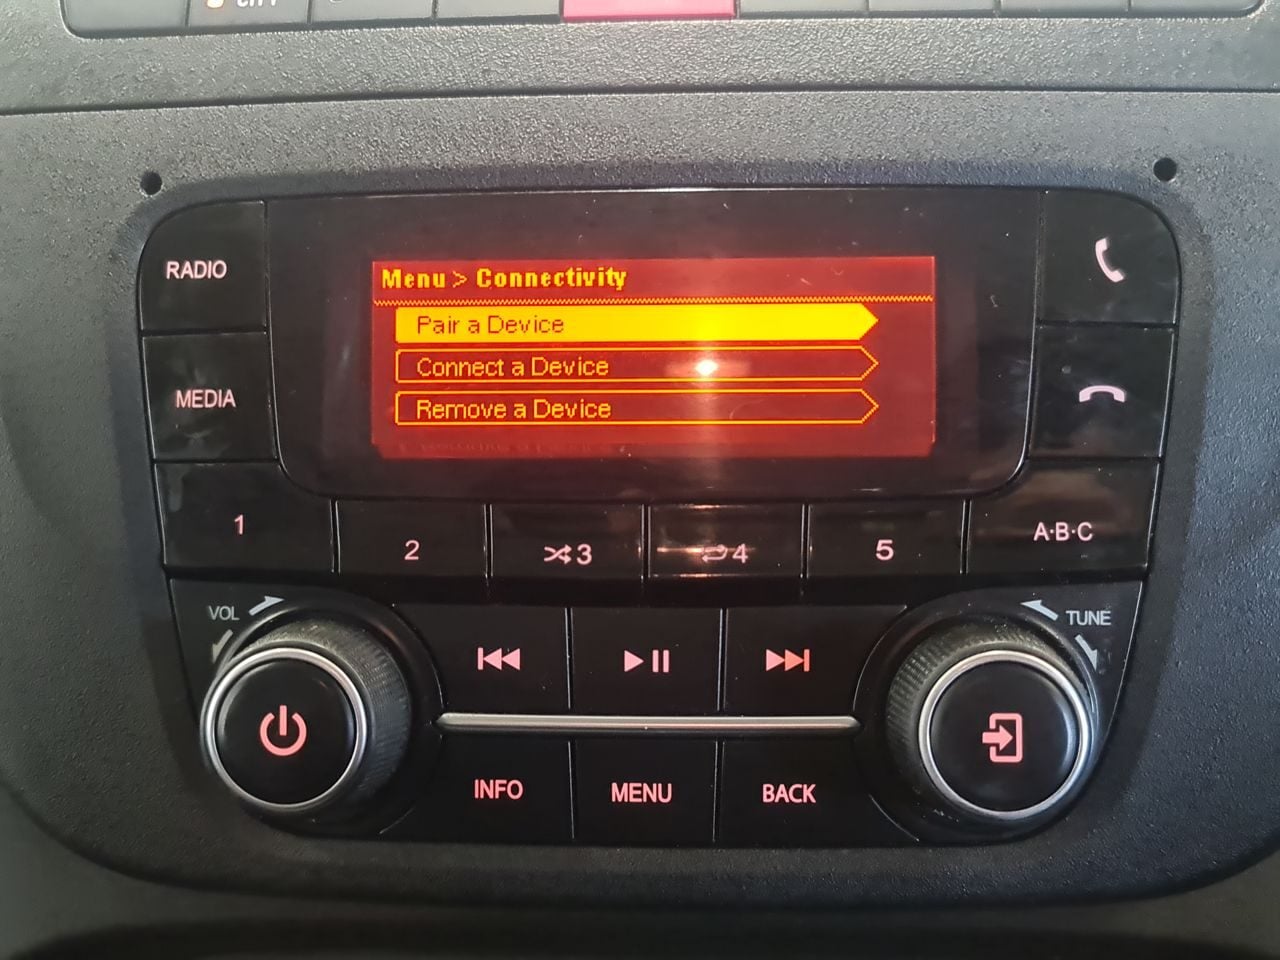 CITY
RADIO
Menu > Connectivity
Pair a Device
Connect a Device
Remove a Device
MEDIA
1
2
3
4
5
A·B·C
VOL
TUNE
INFO
MENU
BACK